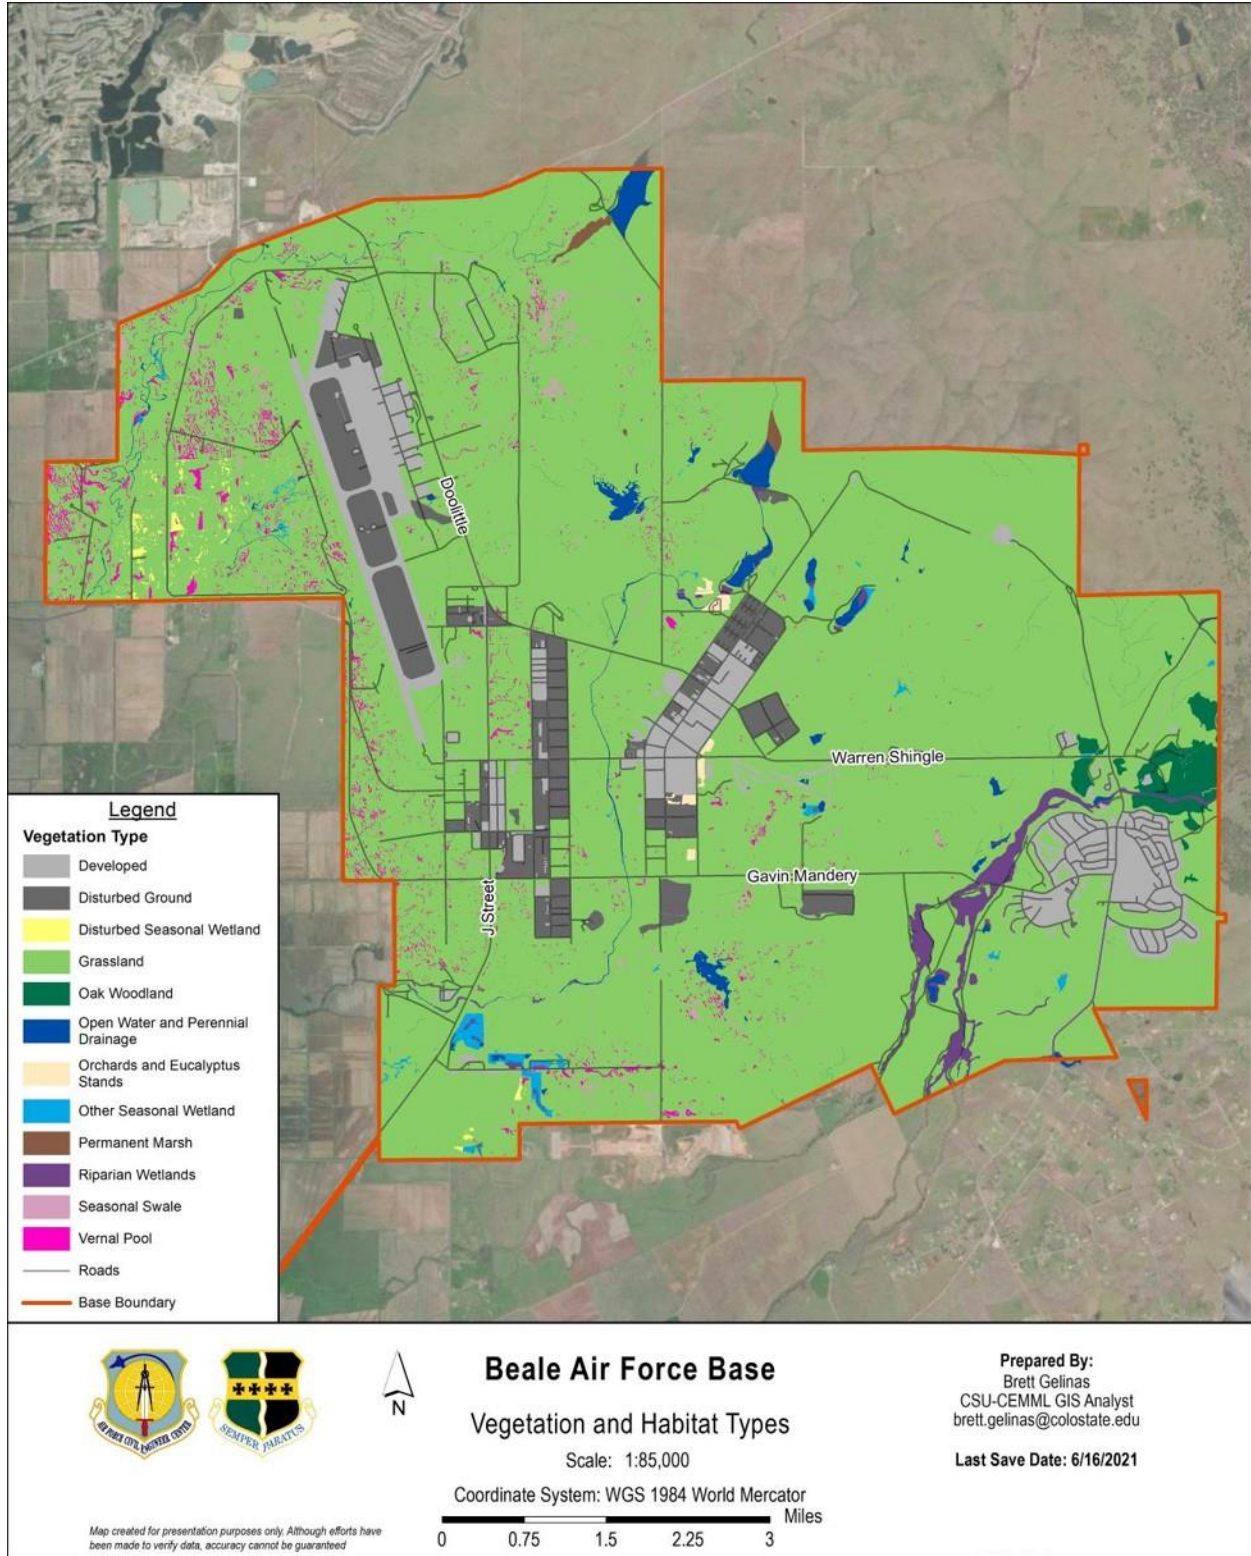 Doolittle
Warren Shingle
Gavin Mandery
J Street
Legend
Vegetation Type
Developed
Disturbed Ground
Disturbed Seasonal Wetland
Grassland
Oak Woodland
Open Water and Perennial
Drainage
Orchards and Eucalyptus
Stands
Other Seasonal Wetland
Permanent Marsh
Riparian Wetlands
Seasonal Swale
Vernal Pool
Roads
Base Boundary
AIR FORCE CIVIL ENGINEER CENTER
SEMPER PARATUS
N
Beale Air Force Base
Vegetation and Habitat Types
Scale: 1:85,000
Coordinate System: WGS 1984 World Mercator
Miles
0 0.75 1.5 2.25 3
Prepared By:
Brett Gelinas
CSU-CEMML GIS Analyst
brett.gelinas@colostate.edu
Last Save Date: 6/16/2021
Map created for presentation purposes only. Although efforts have
been made to verify data, accuracy cannot be guaranteed